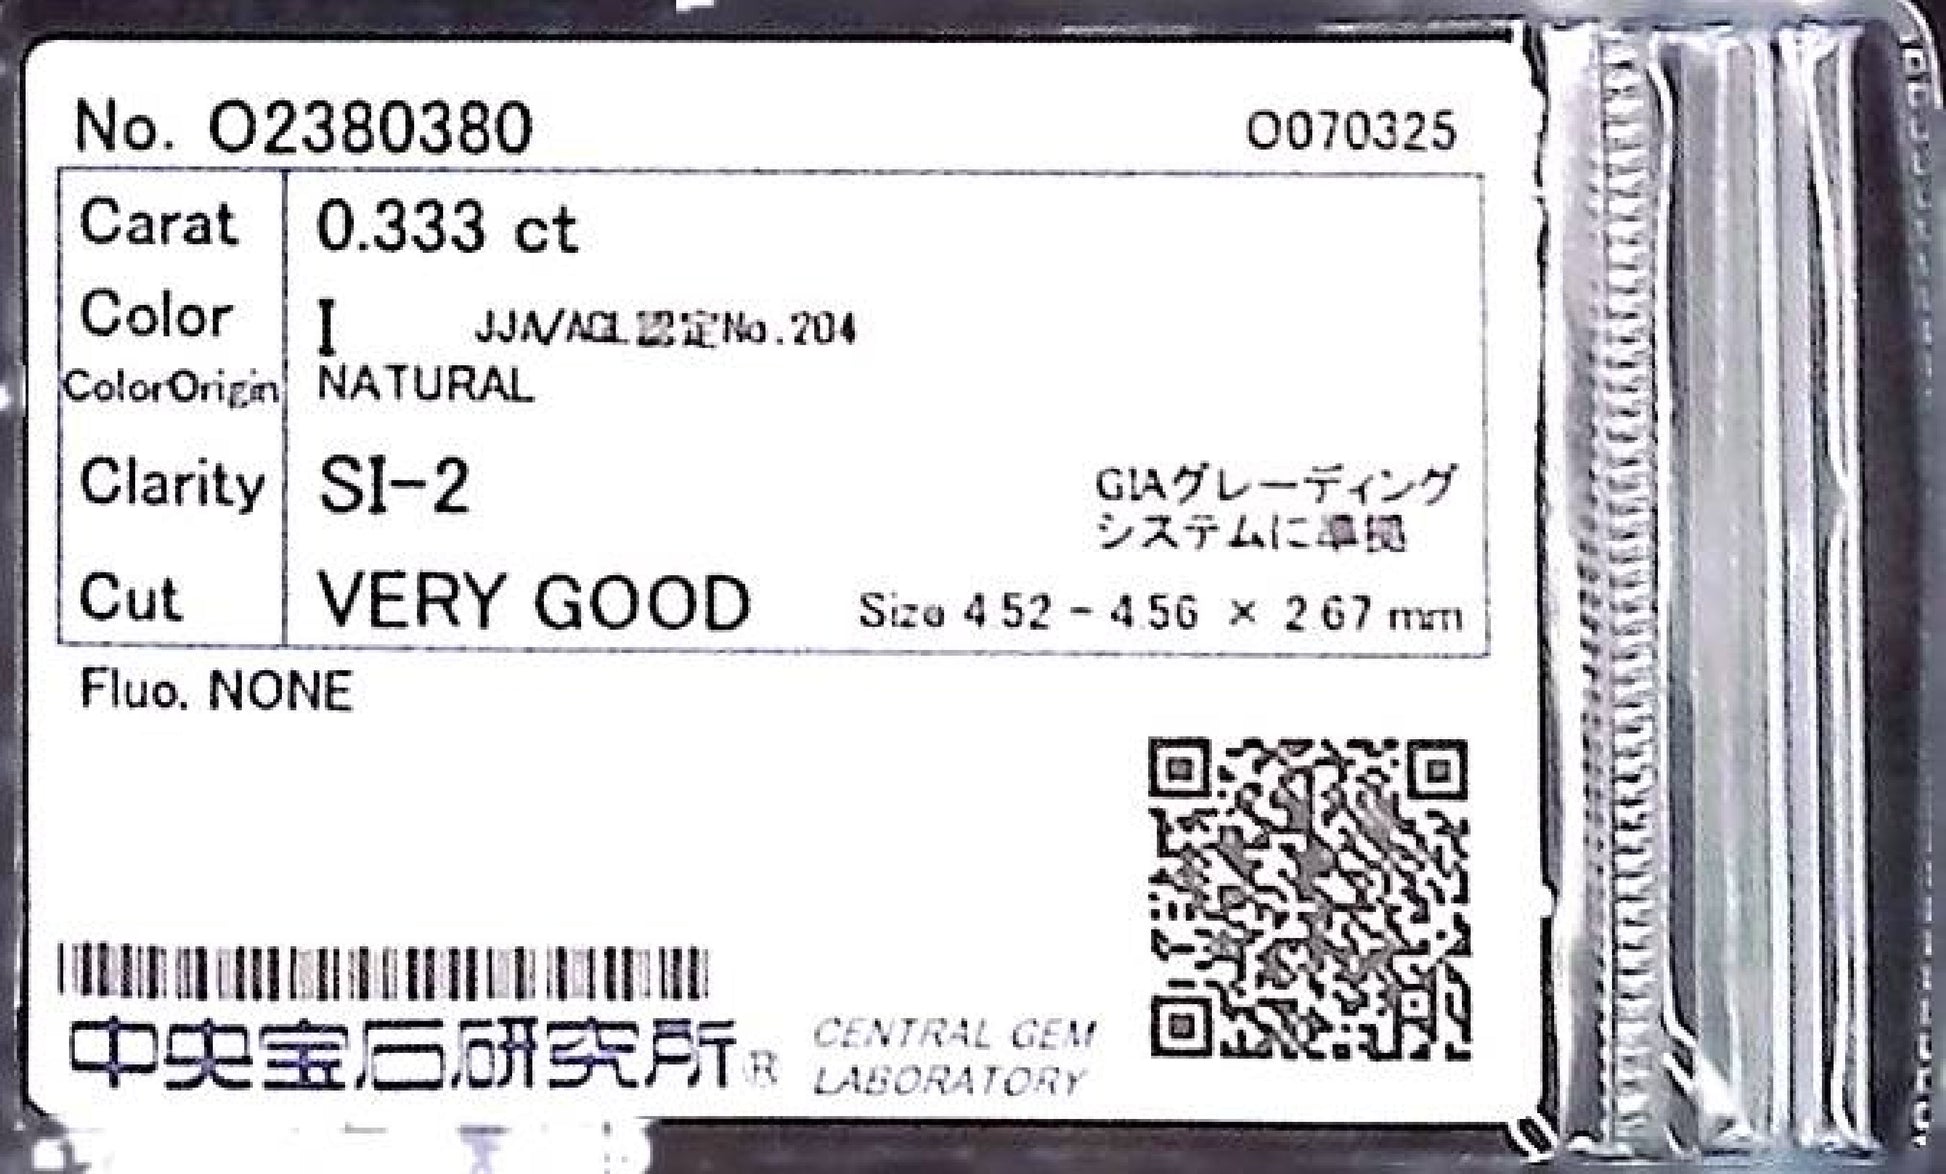 No. O2380380 O070325
Carat 0.333 ct
Color I JJA/AGL認定No.204
ColorOrigin NATURAL
Clarity SI-2
GIAグレーディング
システムに準拠
Cut VERY GOOD Size 4.52 - 4.56 × 2.67 mm
Fluo. NONE
中央宝石研究所® CENTRAL GEM
LABORATORY